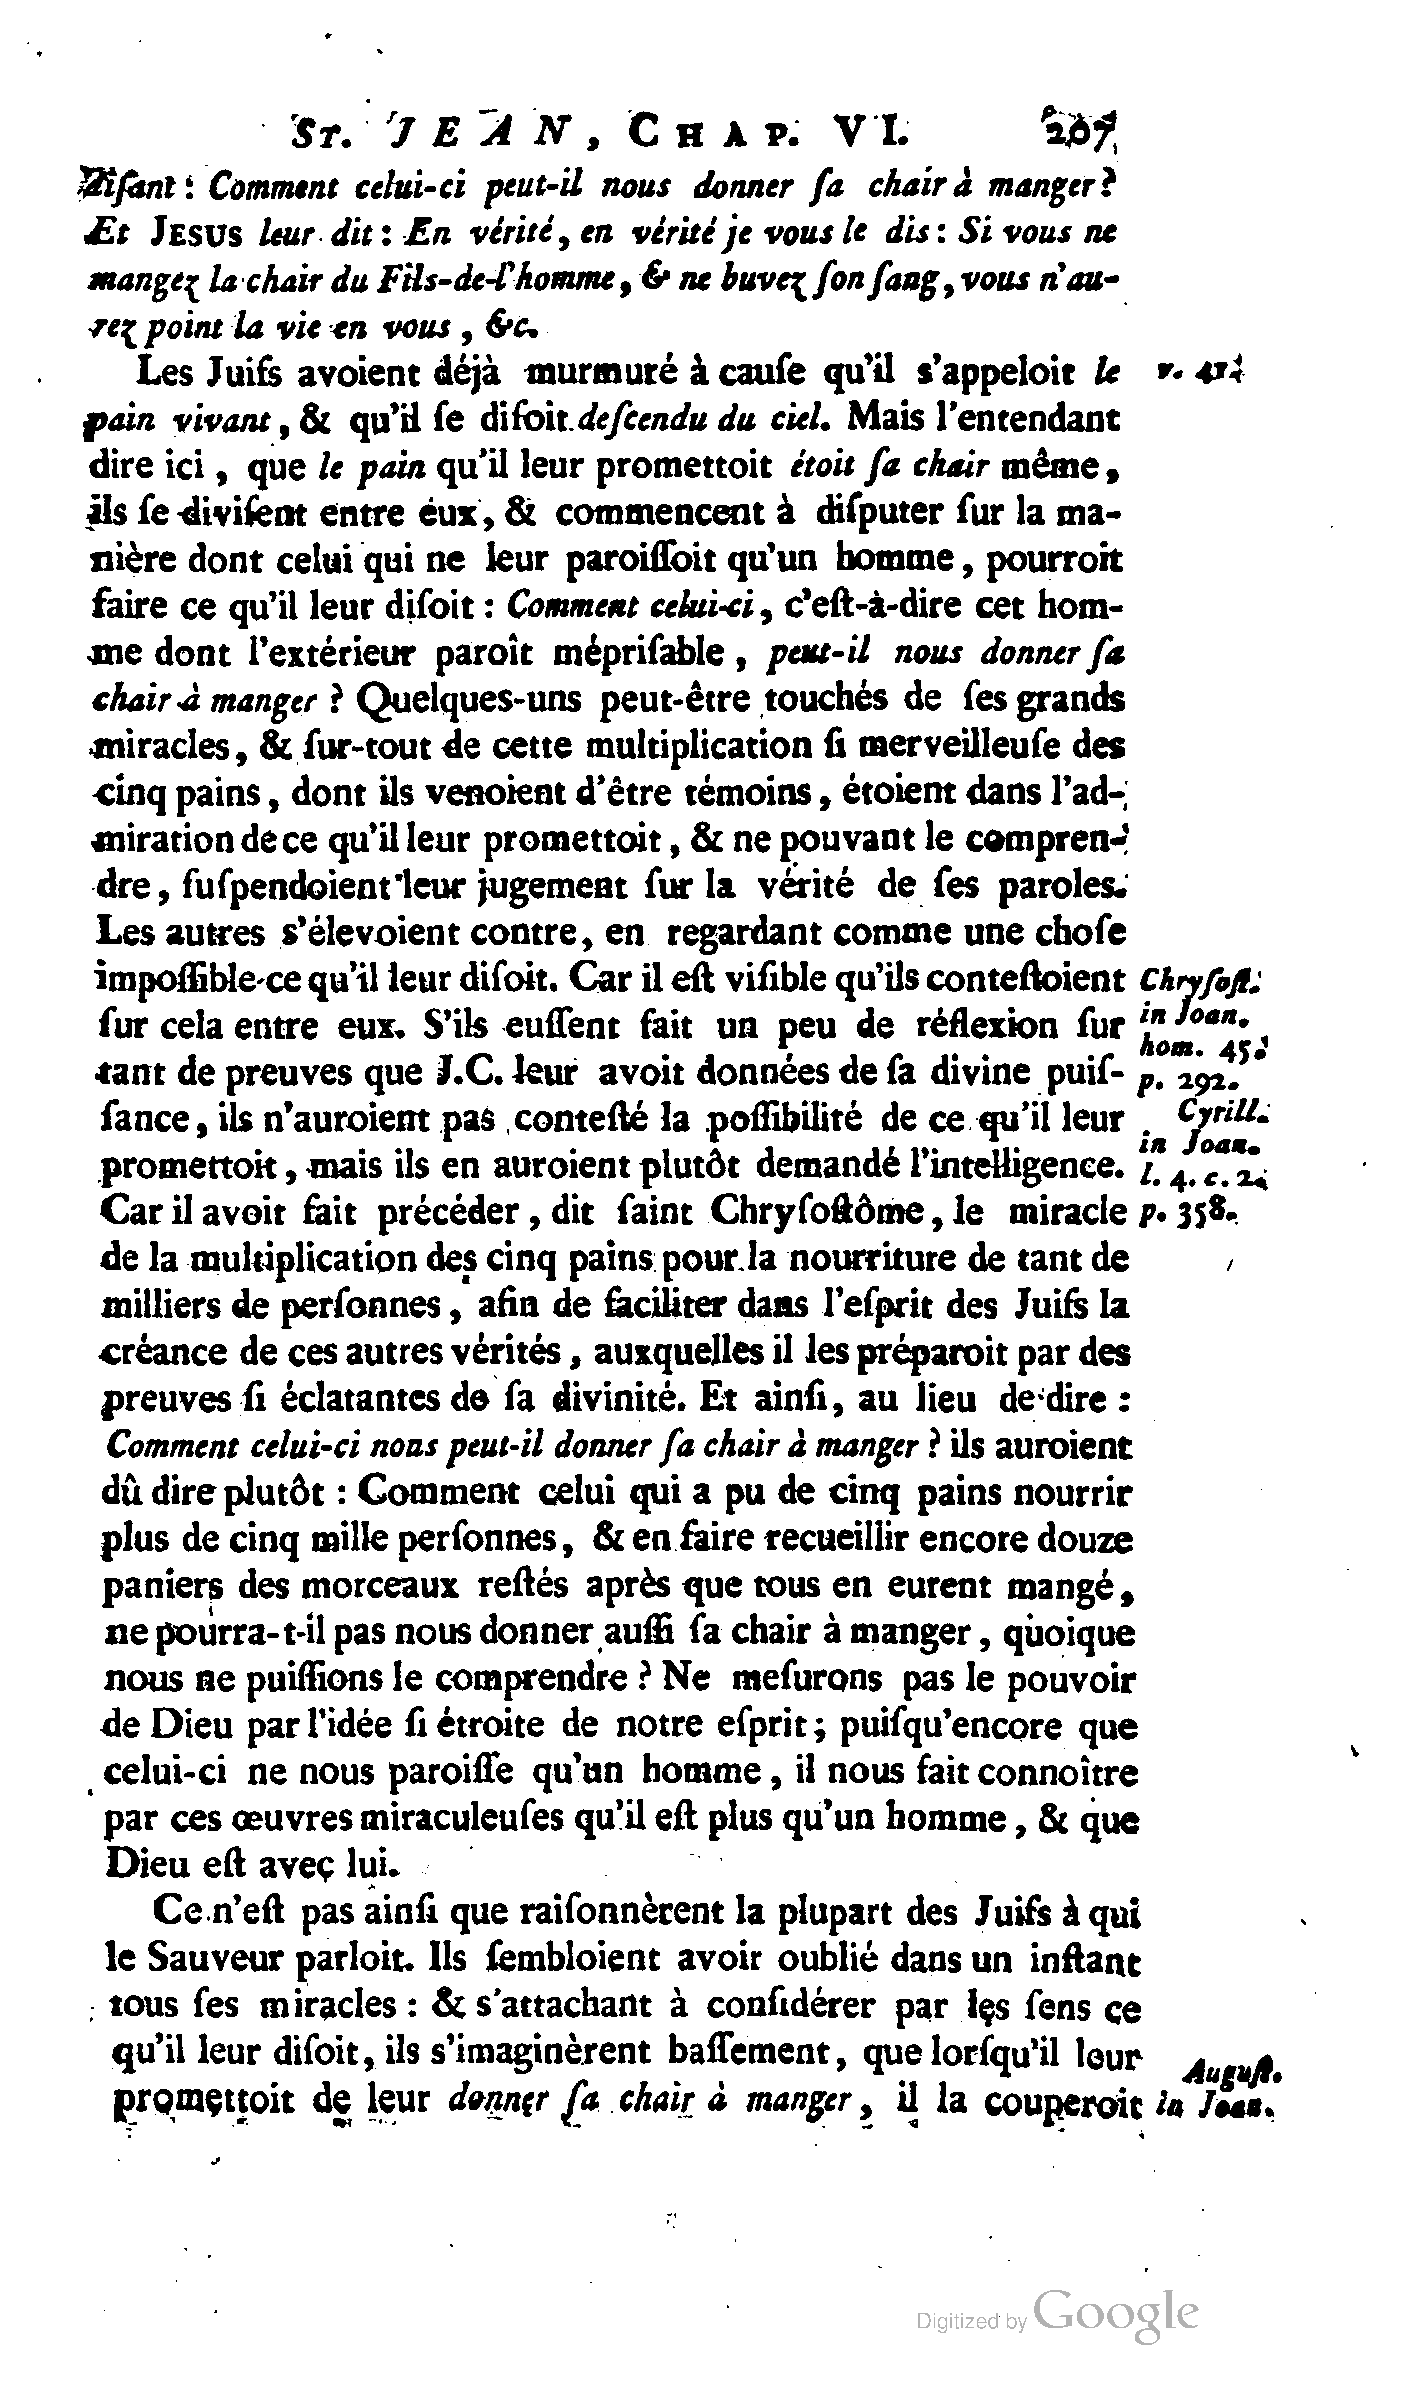 St. JEAN, CHAP. VI. 207
disant : Comment celui-ci peut-il nous donner ſa chair à manger ?
Et JESUS leur dit : En vérité, en vérité je vous le dis : Si vous ne
mangez la chair du Fils-de-l'homme, & ne buvez ſon ſang, vous n'au-
rez point la vie en vous, &c.
Les Juifs avoient déjà murmuré à cauſe qu'il s'appeloit le
v. 41.
pain vivant, & qu'il ſe diſoit deſcendu du ciel. Mais l'entendant
dire ici, que le pain qu'il leur promettoit étoit ſa chair même,
ils ſe diviſent entre eux, & commencent à diſputer ſur la ma-
nière dont celui qui ne leur paroiſſoit qu'un homme, pourroit
faire ce qu'il leur diſoit : Comment celui-ci, c'eſt-à-dire cet hom-
me dont l'extérieur paroît mépriſable, peut-il nous donner ſa
chair à manger ? Quelques-uns peut-être touchés de ſes grands
miracles, & ſur-tout de cette multiplication ſi merveilleuſe des
cinq pains, dont ils venoient d'être témoins, étoient dans l'ad-
miration de ce qu'il leur promettoit, & ne pouvant le compren-
dre, ſuſpendoient leur jugement ſur la vérité de ſes paroles.
Les autres s'élevoient contre, en regardant comme une choſe
impoſſible ce qu'il leur diſoit. Car il eſt viſible qu'ils conteſtoient
ſur cela entre eux. S'ils euſſent fait un peu de réflexion ſur
tant de preuves que J.C. leur avoit données de ſa divine puiſ-
ſance, ils n'auroient pas conteſté la poſſibilité de ce qu'il leur
promettoit, mais ils en auroient plutôt demandé l'intelligence.
Car il avoit fait précéder, dit ſaint Chryſoſtôme, le miracle
Chryſoſt.
in Joan.
hom. 45.
p. 292.
Cyrill.
in Joan.
l. 4. c. 2.
p. 358.
de la multiplication des cinq pains pour la nourriture de tant de
milliers de perſonnes, afin de faciliter dans l'eſprit des Juifs la
créance de ces autres vérités, auxquelles il les préparoit par des
preuves ſi éclatantes de ſa divinité. Et ainſi, au lieu de dire :
Comment celui-ci nous peut-il donner ſa chair à manger ? ils auroient
dû dire plutôt : Comment celui qui a pu de cinq pains nourrir
plus de cinq mille perſonnes, & en faire recueillir encore douze
paniers des morceaux reſtés après que tous en eurent mangé,
ne pourra-t-il pas nous donner auſſi ſa chair à manger, quoique
nous ne puiſſions le comprendre ? Ne meſurons pas le pouvoir
de Dieu par l'idée ſi étroite de notre eſprit ; puiſqu'encore que
celui-ci ne nous paroiſſe qu'un homme, il nous fait connoître
par ces œuvres miraculeuſes qu'il eſt plus qu'un homme, & que
Dieu eſt avec lui.
Ce n'eſt pas ainſi que raiſonnèrent la plupart des Juifs à qui
le Sauveur parloit. Ils ſembloient avoir oublié dans un inſtant
tous ſes miracles : & s'attachant à conſidérer par les ſens ce
qu'il leur diſoit, ils s'imaginèrent baſſement, que lorſqu'il leur
promettoit de leur donner ſa chair à manger, il la couperoit
Auguſt.
in Joan.
Digitized by Google